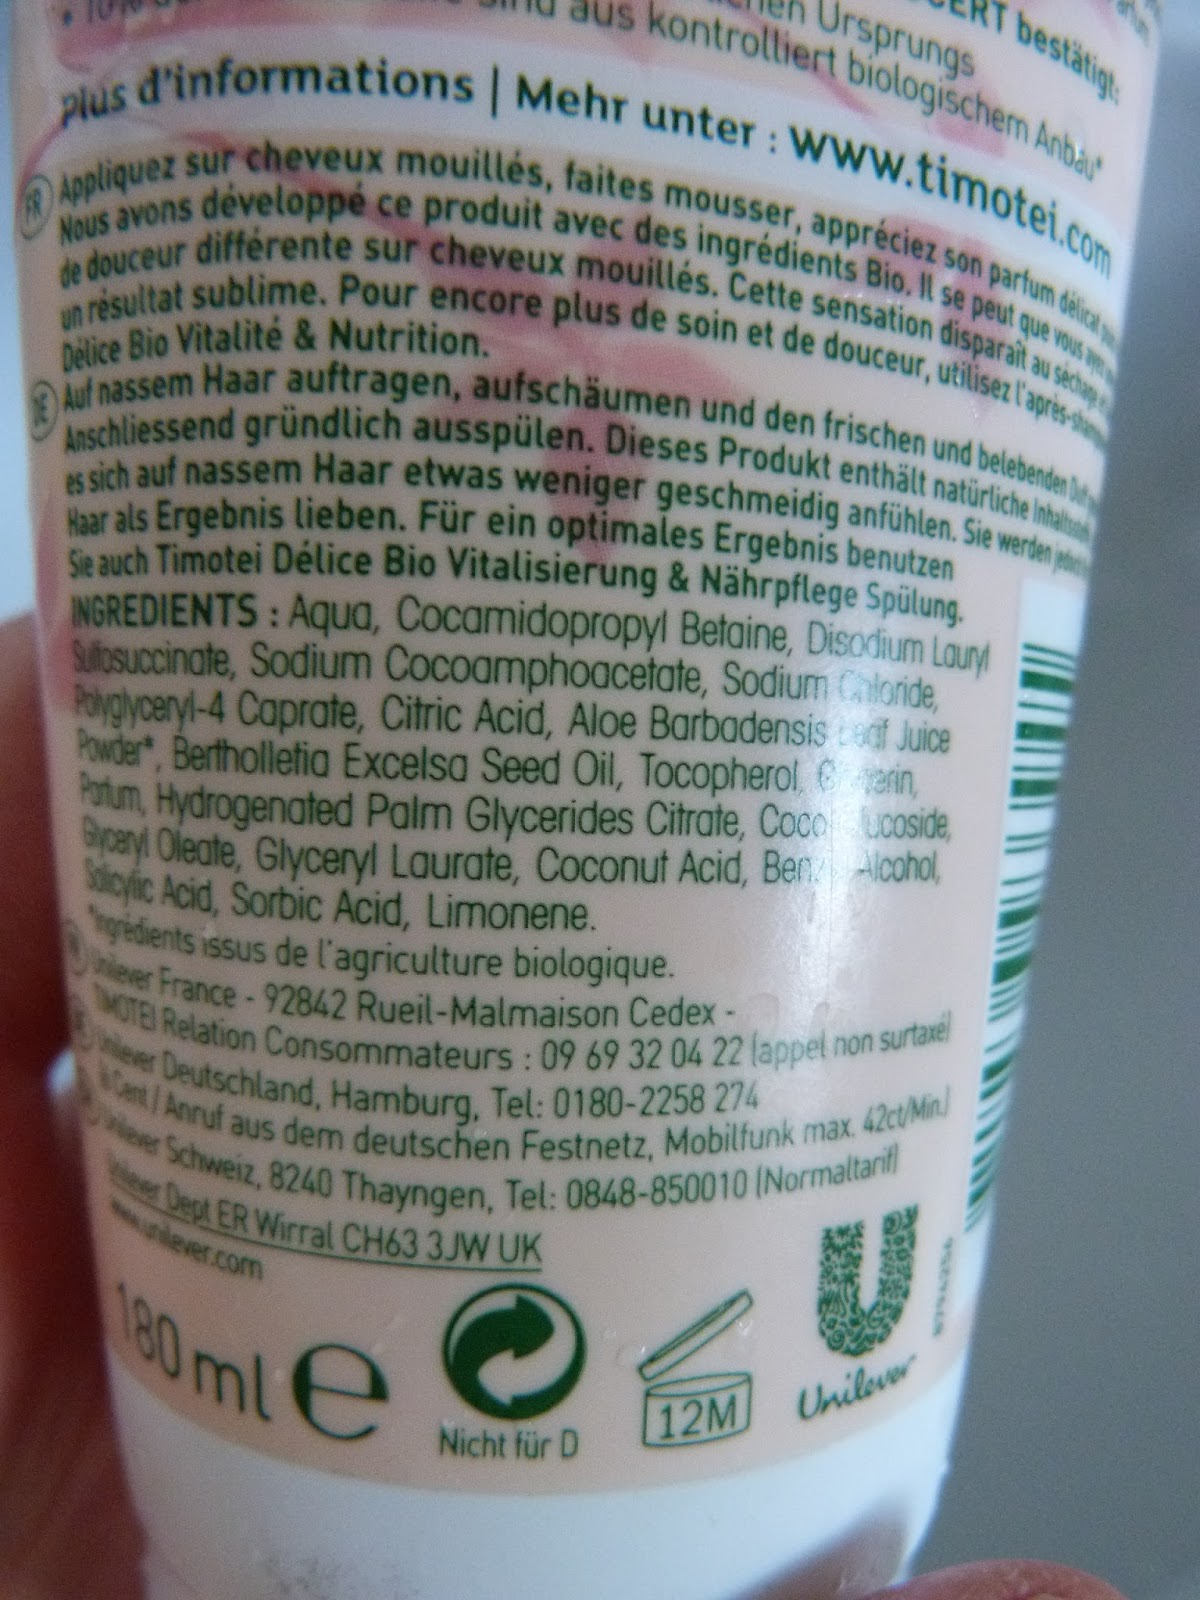 aus kontrolliert biologischem Anbau*
Ursprungs
bestätigt:
Plus d'informations | Mehr unter : www.timotei.com
FR Appliquez sur cheveux mouillés, faites mousser, appréciez son parfum délicat
Nous avons développé ce produit avec des ingrédients Bio. Il se peut que vous ayez
de douceur différente sur cheveux mouillés. Cette sensation disparaît au séchage
un résultat sublime. Pour encore plus de soin et de douceur, utilisez l'après-
Délice Bio Vitalité & Nutrition.
DE Auf nassem Haar auftragen, aufschäumen und den frischen und belebenden
Anschliessend gründlich ausspülen. Dieses Produkt enthält natürliche
es sich auf nassem Haar etwas weniger geschmeidig anfühlen. Sie werden jedoch
Haar als Ergebnis lieben. Für ein optimales Ergebnis benutzen
Sie auch Timotei Délice Bio Vitalisierung & Nährpflege Spülung.
INGREDIENTS : Aqua, Cocamidopropyl Betaine, Disodium Lauryl
Sulfosuccinate, Sodium Cocoamphoacetate, Sodium Chloride,
Polyglyceryl-4 Caprate, Citric Acid, Aloe Barbadensis Leaf Juice
Powder*, Bertholletia Excelsa Seed Oil, Tocopherol, Glycerin,
Parfum, Hydrogenated Palm Glycerides Citrate, Coco Glucoside,
Glyceryl Oleate, Glyceryl Laurate, Coconut Acid, Benzyl Alcohol,
Salicylic Acid, Sorbic Acid, Limonene.
*Ingrédients issus de l'agriculture biologique.
Unilever France - 92842 Rueil-Malmaison Cedex -
TIMOTEI Relation Consommateurs : 09 69 32 04 22 (appel non surtaxé)
Unilever Deutschland, Hamburg, Tel: 0180-2258 274
Cent / Anruf aus dem deutschen Festnetz, Mobilfunk max. 42ct/Min.)
Unilever Schweiz, 8240 Thayngen, Tel: 0848-850010 (Normaltarif)
Unilever Dept ER Wirral CH63 3JW UK
www.unilever.com
180 ml e
Nicht für D
12M
Unilever